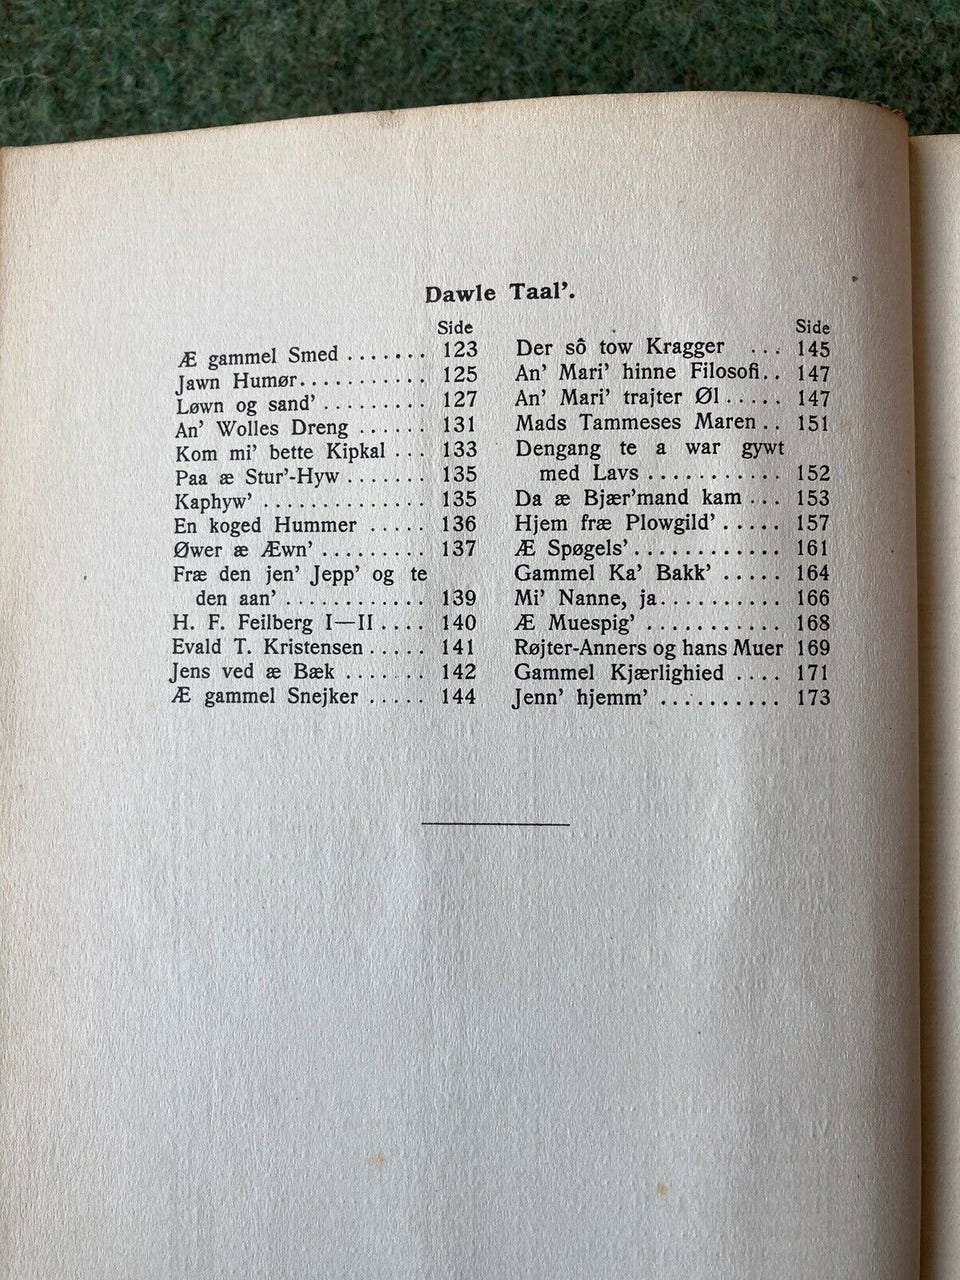 Dawle Taal'.
Side
Æ gammel Smed ....... 123
Jawn Humør........... 125
Løwn og sand' ......... 127
An' Wolles Dreng ...... 131
Kom mi' bette Kipkal ... 133
Paa æ Stur'-Hyw ....... 135
Kaphyw' .............. 135
En koged Hummer ..... 136
Øwer æ Æwn' ......... 137
Fræ den jen' Jepp' og te
den aan' ............. 139
H. F. Feilberg I—II .... 140
Evald T. Kristensen ..... 141
Jens ved æ Bæk ....... 142
Æ gammel Snejker ..... 144
Side
Der sô tow Kragger ... 145
An' Mari' hinne Filosofi.. 147
An' Mari' trajter Øl ..... 147
Mads Tammeses Maren .. 151
Dengang te a war gywt
med Lavs ........... 152
Da æ Bjær'mand kam ... 153
Hjem fræ Plowgild' ..... 157
Æ Spøgels' ............ 161
Gammel Ka' Bakk' ..... 164
Mi' Nanne, ja.......... 166
Æ Muespig' ........... 168
Røjter-Anners og hans Muer 169
Gammel Kjærlighied .... 171
Jenn' hjemm' .......... 173